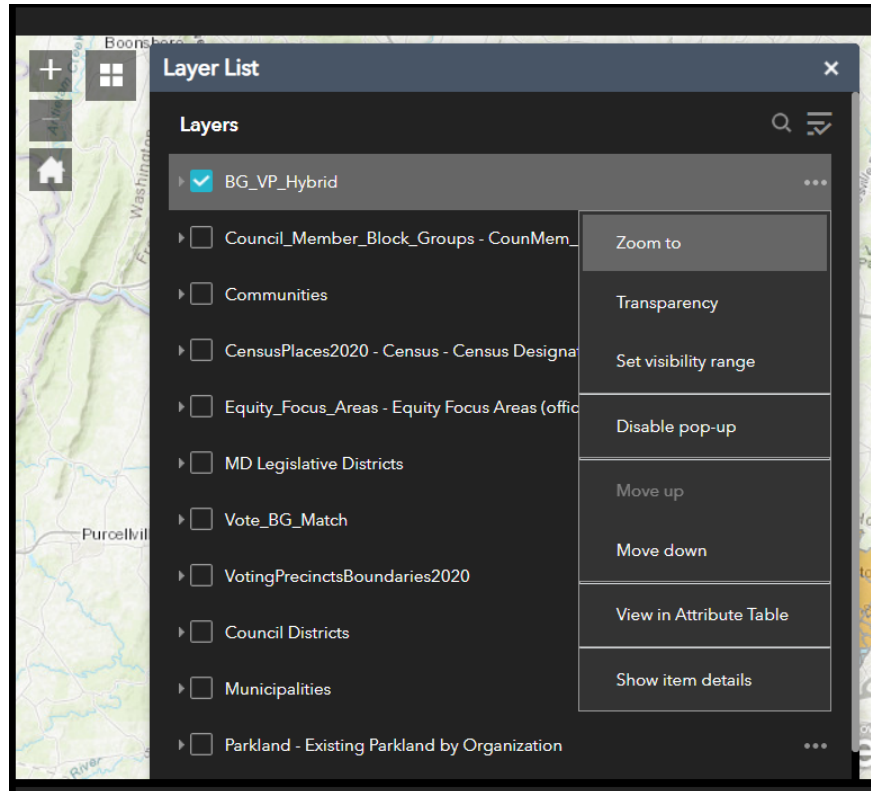 Boonsboro
Layer List
Layers
BG_VP_Hybrid
Council_Member_Block_Groups - CounMem_
Zoom to
Communities
Transparency
CensusPlaces2020 - Census - Census Designat
Set visibility range
Equity_Focus_Areas - Equity Focus Areas (offic
Disable pop-up
MD Legislative Districts
Move up
Vote_BG_Match
Purcellvil
Move down
VotingPrecinctsBoundaries2020
View in Attribute Table
Council Districts
Show item details
Municipalities
Parkland - Existing Parkland by Organization
Washington
River